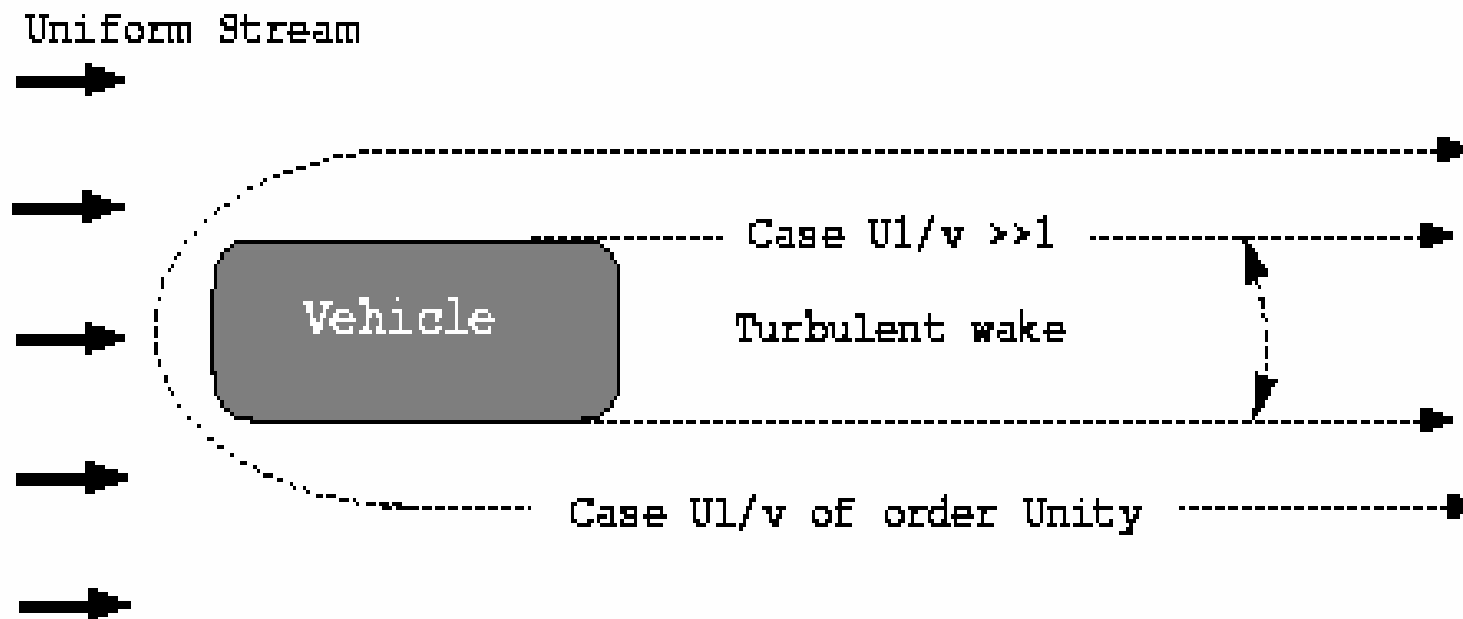 Uniform Stream
Case Ul/v >>1
Vehicle
Turbulent wake
Case Ul/v of order Unity